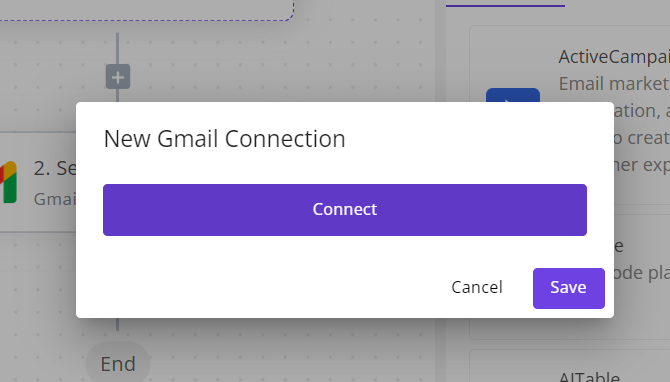 ActiveCampai
Email market
ation, a
o creat
ner exp
New Gmail Connection
2. Se
Gmai
Connect
e
ode pla
Cancel
Save
End
AITable